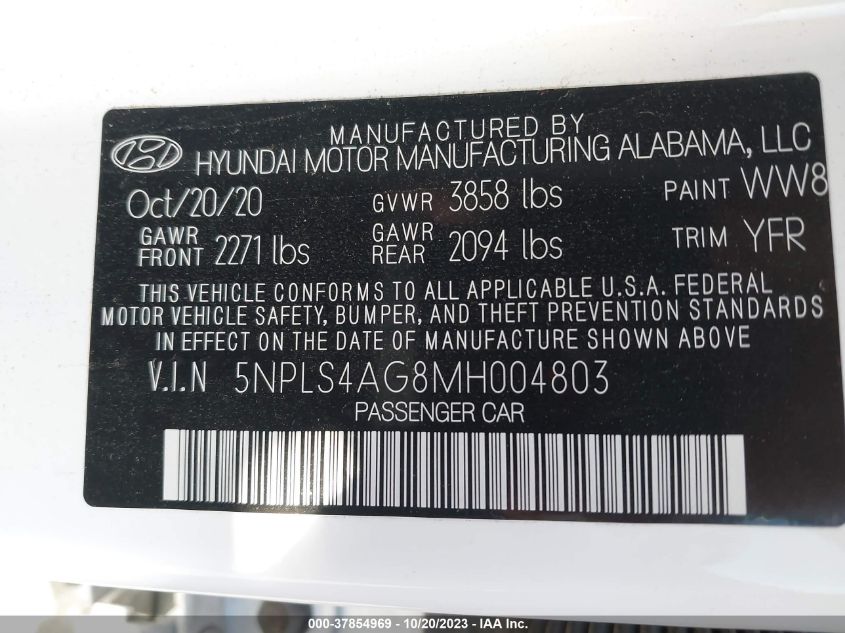 MANUFACTURED BY
HYUNDAI MOTOR MANUFACTURING ALABAMA, LLC
Oct/20/20 GVWR 3858 lbs PAINT WW8
GAWR FRONT 2271 lbs GAWR REAR 2094 lbs TRIM YFR
THIS VEHICLE CONFORMS TO ALL APPLICABLE U.S.A. FEDERAL
MOTOR VEHICLE SAFETY, BUMPER, AND THEFT PREVENTION STANDARDS
IN EFFECT ON THE DATE OF MANUFACTURE SHOWN ABOVE
V.I.N 5NPLS4AG8MH004803
PASSENGER CAR
000-37854969 - 10/20/2023 - IAA Inc.